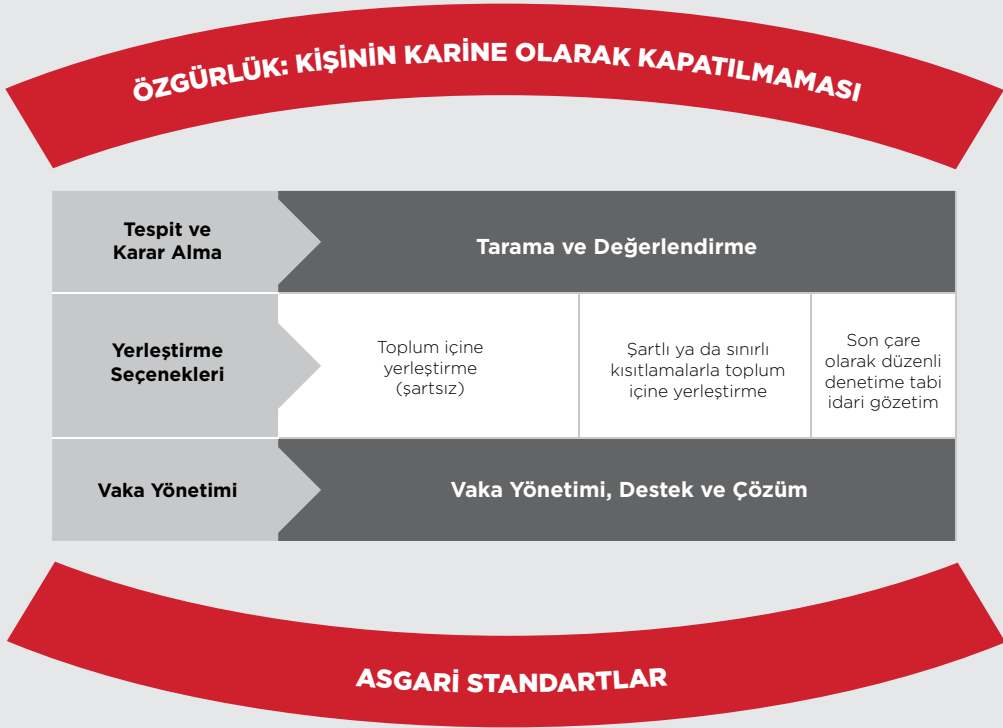 ÖZGÜRLÜK: KİŞİNİN KARİNE OLARAK KAPATILMAMASI
Tespit ve
Karar Alma
Tarama ve Değerlendirme
Yerleştirme
Seçenekleri
Toplum içine
yerleştirme
(şartsız)
Şartlı ya da sınırlı
kısıtlamalarla toplum
içine yerleştirme
Son çare
olarak düzenli
denetime tabi
idari gözetim
Vaka Yönetimi
Vaka Yönetimi, Destek ve Çözüm
ASGARİ STANDARTLAR